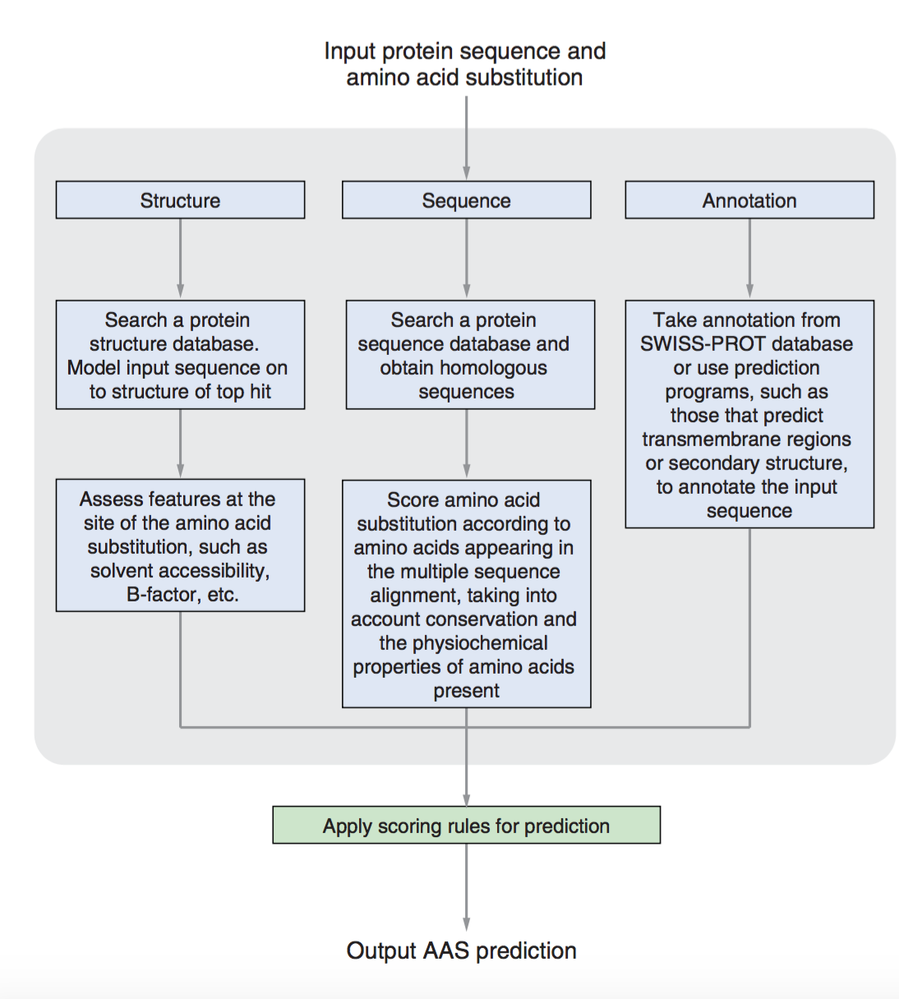 Input protein sequence and
amino acid substitution
Structure
Sequence
Annotation
Search a protein
structure database.
Model input sequence on
to structure of top hit
Search a protein
sequence database and
obtain homologous
sequences
Take annotation from
SWISS-PROT database
or use prediction
programs, such as
those that predict
transmembrane regions
or secondary structure,
to annotate the input
sequence
Assess features at the
site of the amino acid
substitution, such as
solvent accessibility,
B-factor, etc.
Score amino acid
substitution according to
amino acids appearing in
the multiple sequence
alignment, taking into
account conservation and
the physiochemical
properties of amino acids
present
Apply scoring rules for prediction
Output AAS prediction